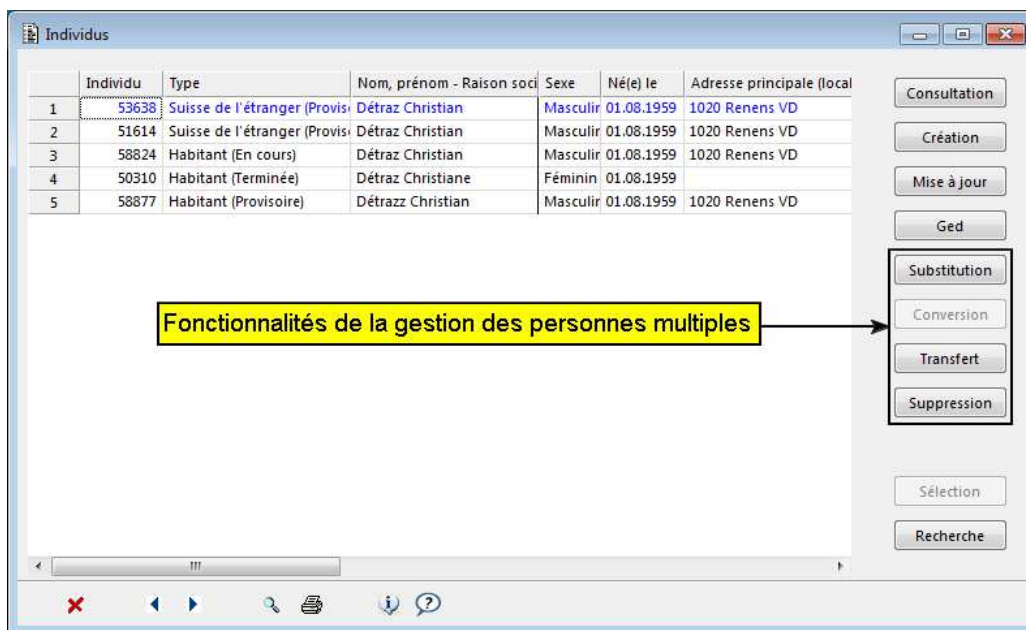 Individus
Individu Type Nom, prénom - Raison soci Sexe Né(e) le Adresse principale (local
1 53638 Suisse de l'étranger (Provis Détraz Christian Masculir 01.08.1959 1020 Renens VD
2 51614 Suisse de l'étranger (Provis Détraz Christian Masculir 01.08.1959 1020 Renens VD
3 58824 Habitant (En cours) Détraz Christian Masculir 01.08.1959 1020 Renens VD
4 50310 Habitant (Terminée) Détraz Christiane Féminin 01.08.1959
5 58877 Habitant (Provisoire) Détrazz Christian Masculir 01.08.1959 1020 Renens VD
Fonctionnalités de la gestion des personnes multiples
Consultation
Création
Mise à jour
Ged
Substitution
Conversion
Transfert
Suppression
Sélection
Recherche